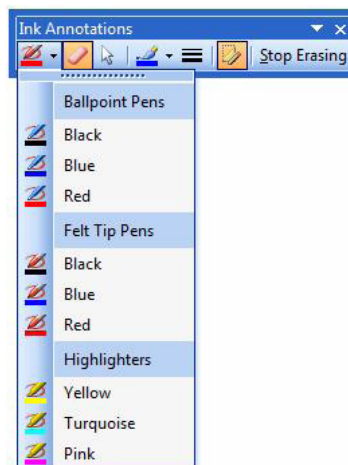 Ink Annotations
Stop Erasing
Ballpoint Pens
Black
Blue
Red
Felt Tip Pens
Black
Blue
Red
Highlighters
Yellow
Turquoise
Pink